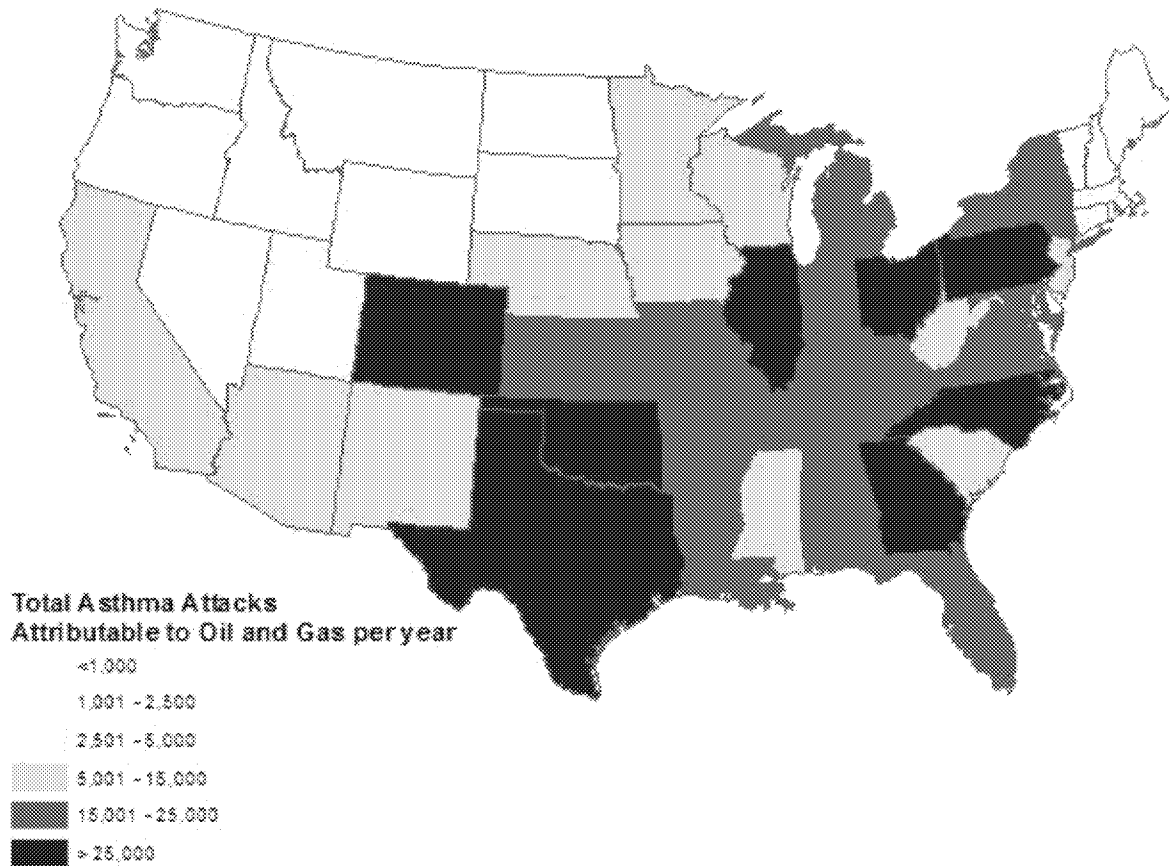 Total Asthma Attacks
Attributable to Oil and Gas per year
<1,000
1,001 - 2,500
2,501 - 5,000
5,001 - 15,000
15,001 - 25,000
> 25,000